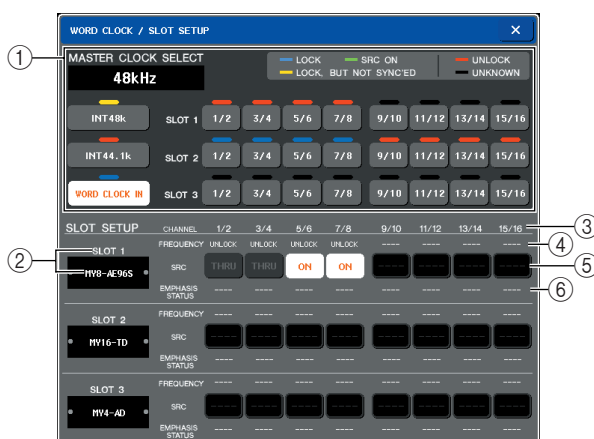 WORD CLOCK / SLOT SETUP ×
1 MASTER CLOCK SELECT
LOCK SRC ON UNLOCK
LOCK, BUT NOT SYNC'ED UNKNOWN
48kHz
INT48k SLOT 1 1/2 3/4 5/6 7/8 9/10 11/12 13/14 15/16
INT44.1k SLOT 2 1/2 3/4 5/6 7/8 9/10 11/12 13/14 15/16
WORD CLOCK IN SLOT 3 1/2 3/4 5/6 7/8 9/10 11/12 13/14 15/16
SLOT SETUP CHANNEL 1/2 3/4 5/6 7/8 9/10 11/12 13/14 15/16 3
FREQUENCY UNLOCK UNLOCK UNLOCK UNLOCK ---- ---- ---- ---- 4
2 SLOT 1
MY8-AE96S SRC THRU THRU ON ON ---- ---- ---- ---- 5
EMPHASIS STATUS ---- ---- ---- ---- ---- ---- ---- ---- 6
SLOT 2 FREQUENCY ---- ---- ---- ---- ---- ---- ---- ----
MY16-TD SRC ---- ---- ---- ---- ---- ---- ---- ----
EMPHASIS STATUS ---- ---- ---- ---- ---- ---- ---- ----
SLOT 3 FREQUENCY ---- ---- ---- ---- ---- ---- ---- ----
MY4-AD SRC ---- ---- ---- ---- ---- ---- ---- ----
EMPHASIS STATUS ---- ---- ---- ---- ---- ---- ---- ----